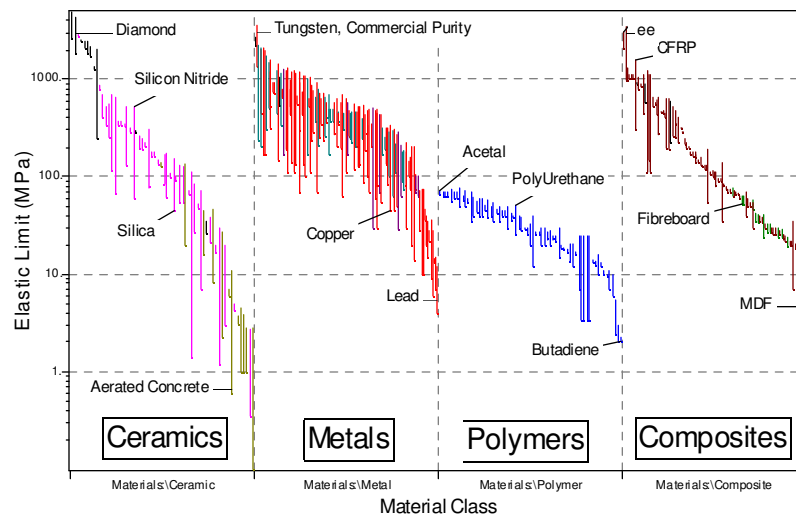 Diamond
Tungsten, Commercial Purity
ee
CFRP
Silicon Nitride
1000.
Acetal
100.
PolyUrethane
Silica
Copper
Fibreboard
10.
Lead
MDF
Butadiene
1.
Aerated Concrete
Elastic Limit (MPa)
Ceramics
Metals
Polymers
Composites
Materials:\Ceramic
Materials:\Metal
Materials:\Polymer
Materials:\Composite
Material Class